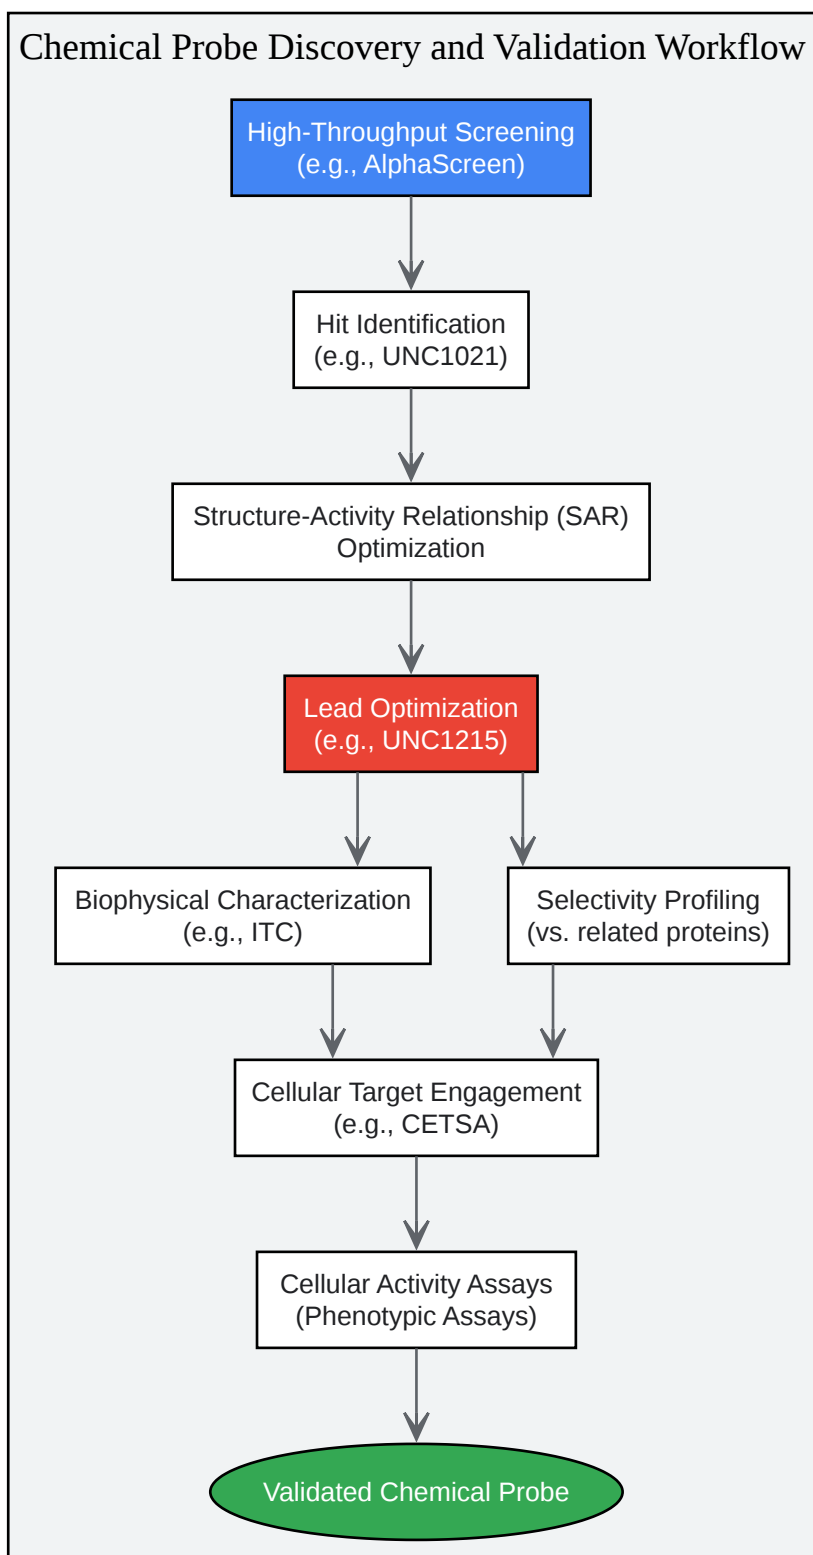 Chemical Probe Discovery and Validation Workflow
High-Throughput Screening
(e.g., AlphaScreen)
Hit Identification
(e.g., UNC1021)
Structure-Activity Relationship (SAR)
Optimization
Lead Optimization
(e.g., UNC1215)
Biophysical Characterization
(e.g., ITC)
Selectivity Profiling
(vs. related proteins)
Cellular Target Engagement
(e.g., CETSA)
Cellular Activity Assays
(Phenotypic Assays)
Validated Chemical Probe